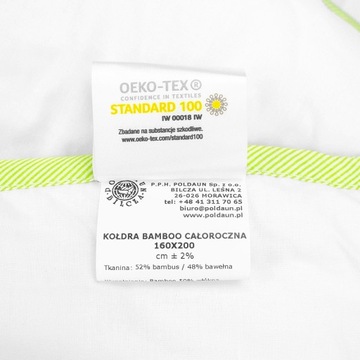 OEKO-TEX®
CONFIDENCE IN TEXTILES
STANDARD 100
IW 00018 IW
Zbadane na substancje szkodliwe.
www.oeko-tex.com/standard100
P.P.H. POLDAUN Sp. z o.o.
BILCZA UL. LEŚNA 2
26-026 MORAWICA
tel: +48 41 311 70 65
biuro@poldaun.pl
www.poldaun.pl
KOŁDRA BAMBOO CAŁOROCZNA
160X200
cm ± 2%
Tkanina: 52% bambus / 48% bawełna